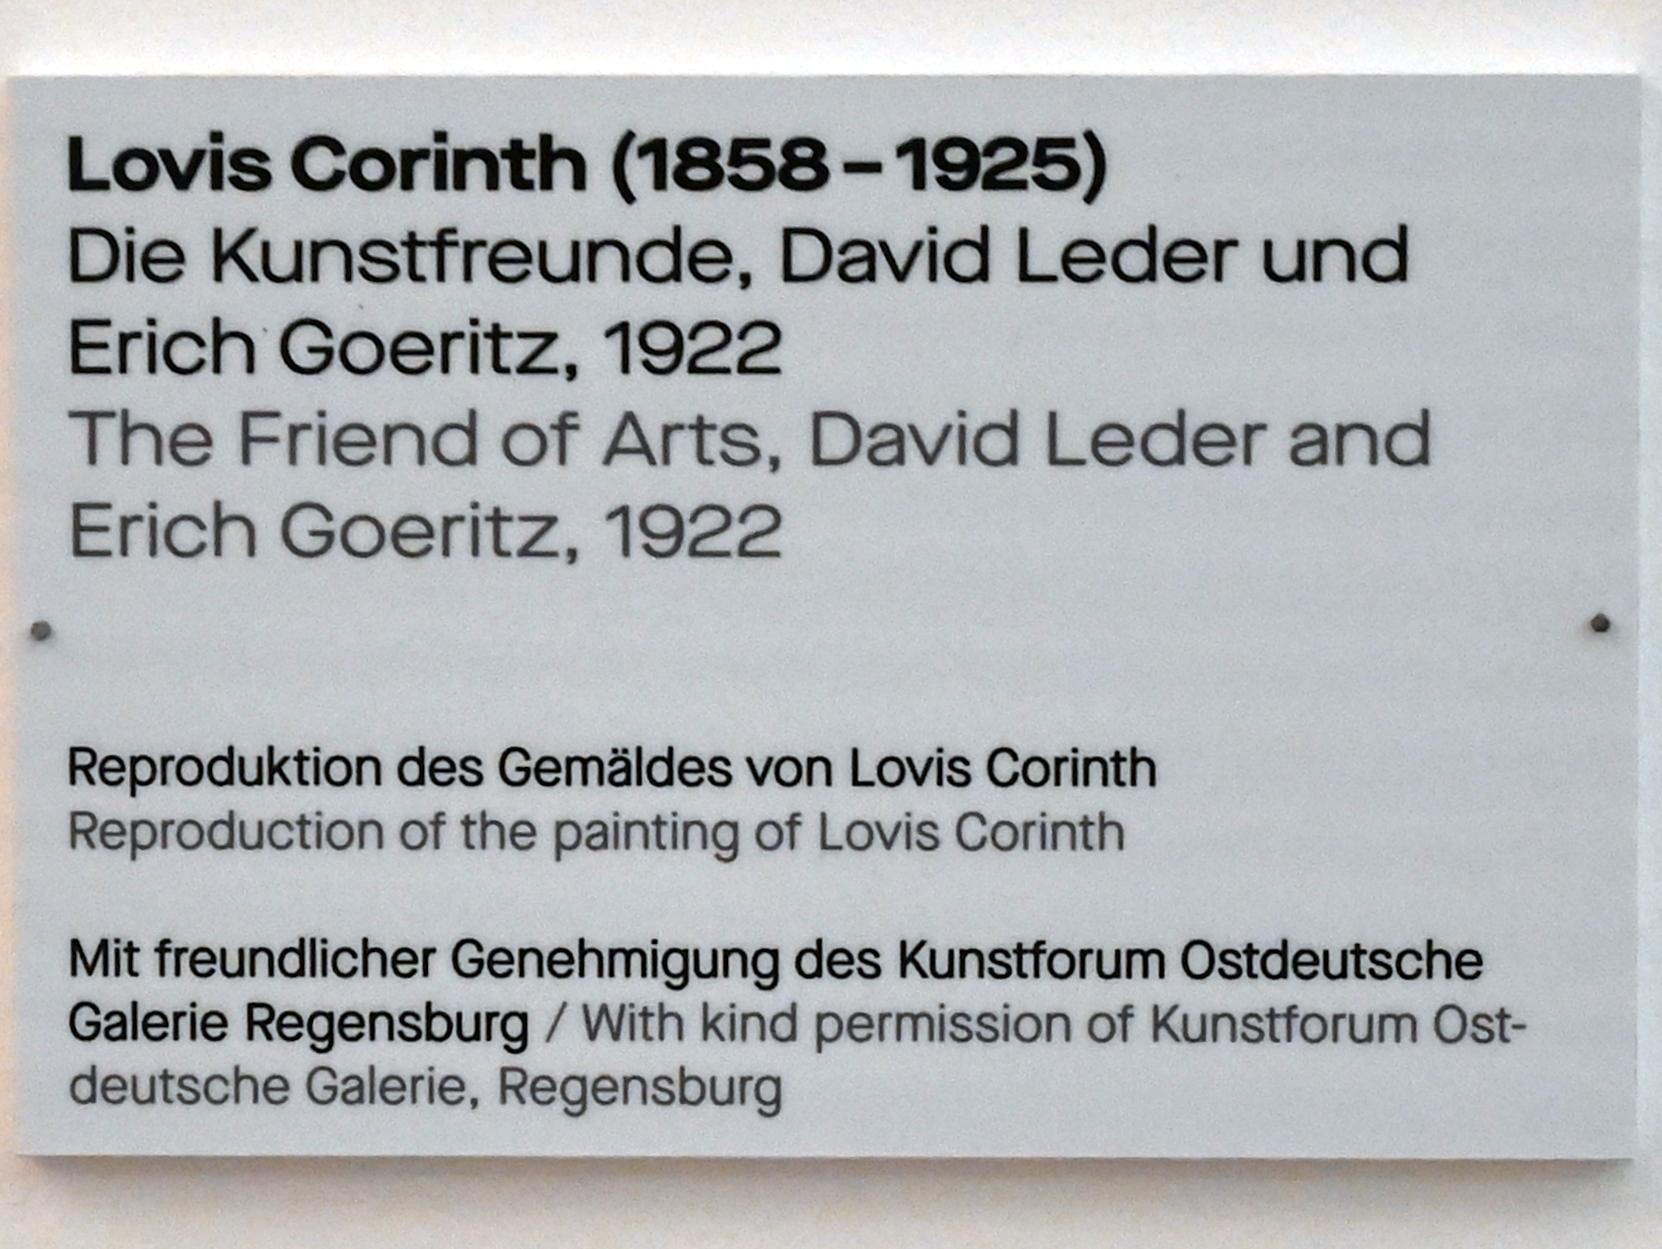 Lovis Corinth (1858 – 1925)
Die Kunstfreunde, David Leder und
Erich Goeritz, 1922
The Friend of Arts, David Leder and
Erich Goeritz, 1922
Reproduktion des Gemäldes von Lovis Corinth
Reproduction of the painting of Lovis Corinth
Mit freundlicher Genehmigung des Kunstforum Ostdeutsche
Galerie Regensburg / With kind permission of Kunstforum Ost-
deutsche Galerie, Regensburg